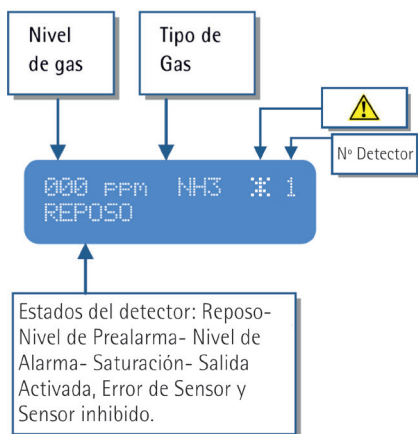 Nivel
de gas
Tipo de
Gas
Nº Detector
000 ppm NH3 1
REPOSO
Estados del detector: Reposo-
Nivel de Prealarma- Nivel de
Alarma- Saturación- Salida
Activada, Error de Sensor y
Sensor inhibido.